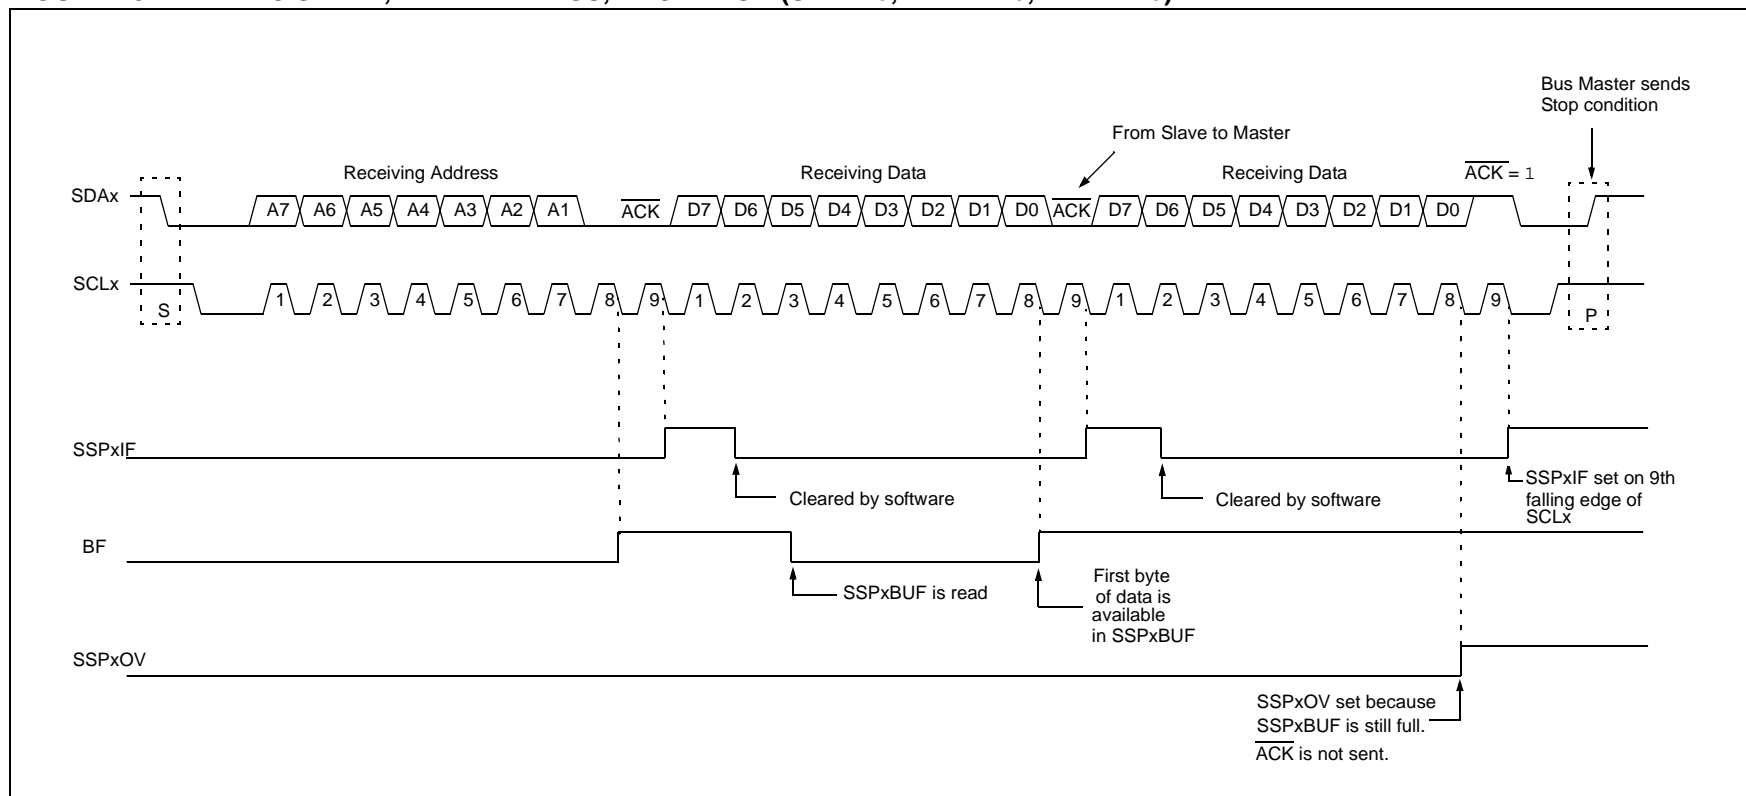 Bus Master sends
Stop condition
From Slave to Master
Receiving Address
Receiving Data
Receiving Data
ACK = 1
SDAx
A7 A6 A5 A4 A3 A2 A1 ACK D7 D6 D5 D4 D3 D2 D1 D0 ACK D7 D6 D5 D4 D3 D2 D1 D0
SCLx
1 2 3 4 5 6 7 8 9 1 2 3 4 5 6 7 8 9 1 2 3 4 5 6 7 8 9
S
P
SSPxIF
Cleared by software
Cleared by software
SSPxIF set on 9th
falling edge of
SCLx
BF
SSPxBUF is read
First byte
of data is
available
in SSPxBUF
SSPxOV
SSPxOV set because
SSPxBUF is still full.
ACK is not sent.